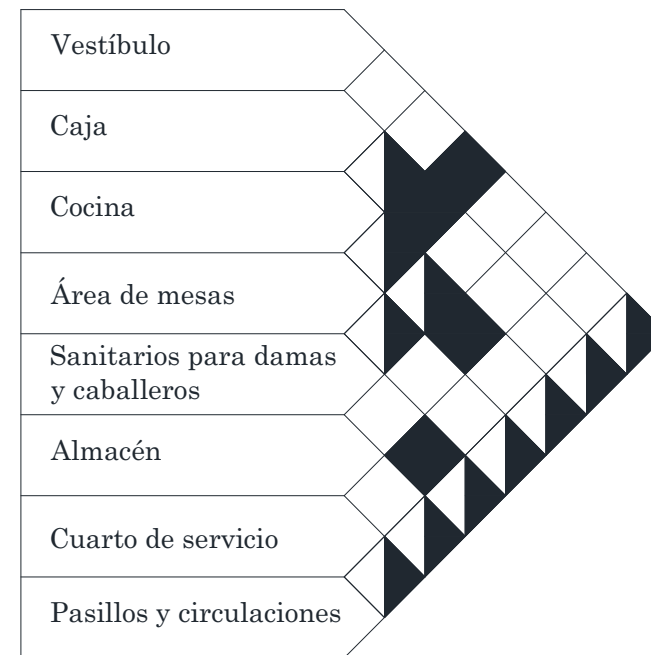 Vestíbulo
Caja
Cocina
Área de mesas
Sanitarios para damas
y caballeros
Almacén
Cuarto de servicio
Pasillos y circulaciones